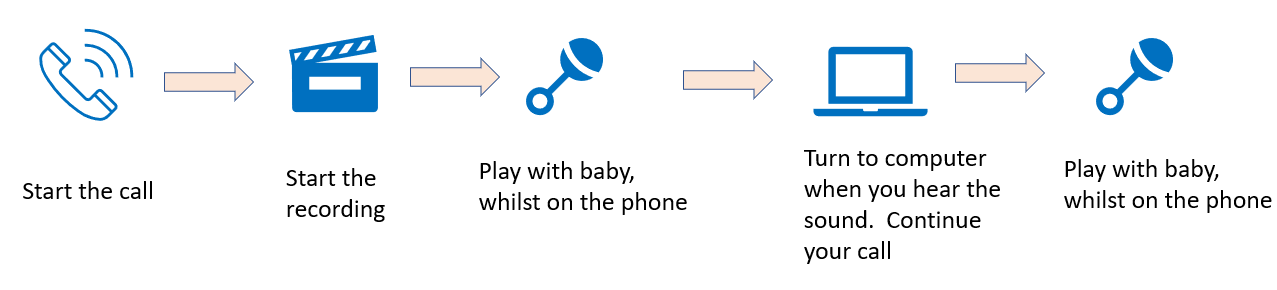 Start the call
Start the
recording
Play with baby,
whilst on the phone
Turn to computer
when you hear the
sound.  Continue
your call
Play with baby,
whilst on the phone